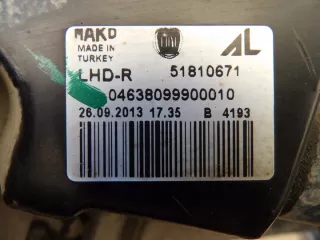 MAKO
MADE IN
TURKEY
AL
LHD-R 51810671
04638099900010
26.09.2013 17.35 B 4193